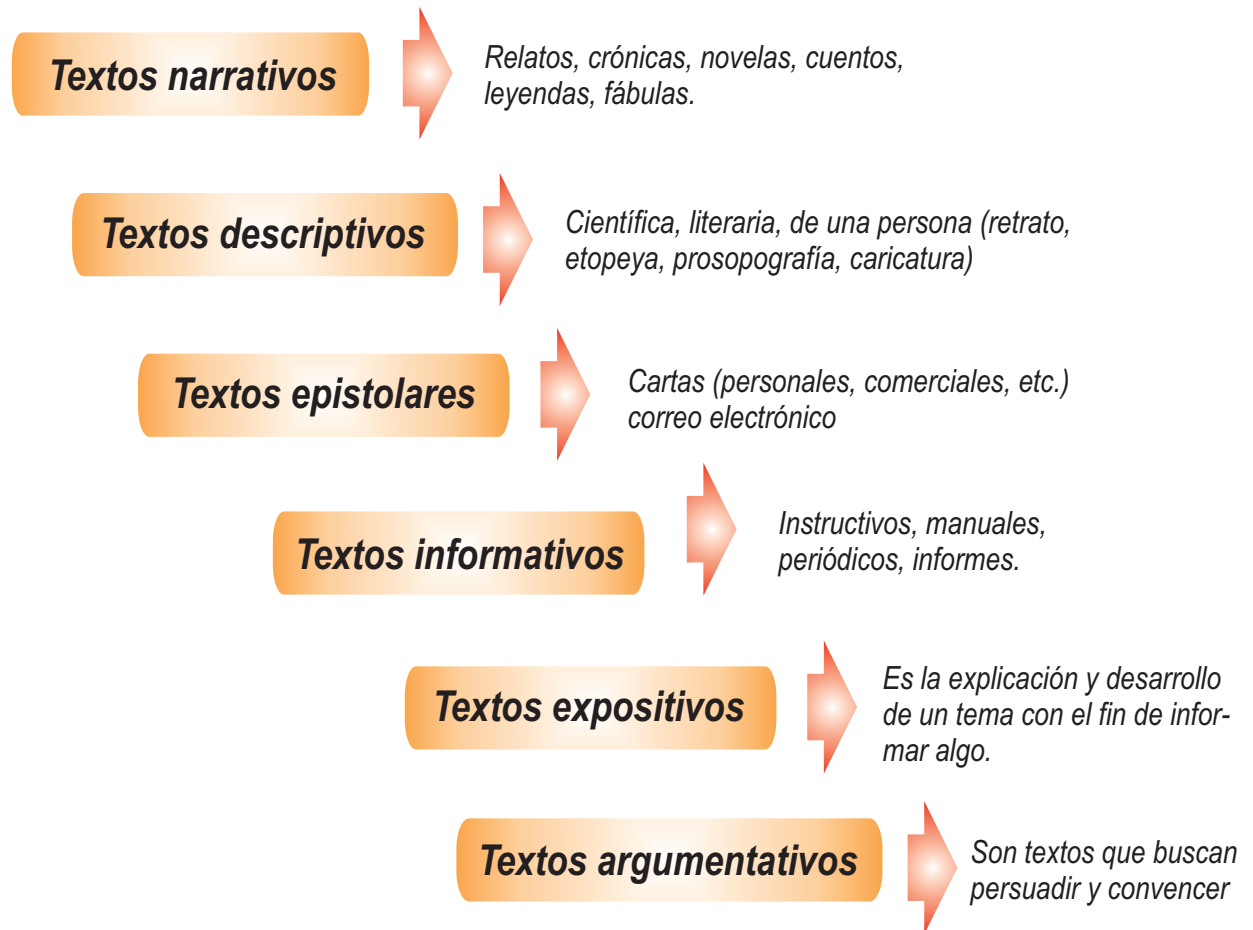 Textos narrativos
Relatos, crónicas, novelas, cuentos,
leyendas, fábulas.
Textos descriptivos
Científica, literaria, de una persona (retrato,
etopeya, prosopografía, caricatura)
Textos epistolares
Cartas (personales, comerciales, etc.)
correo electrónico
Textos informativos
Instructivos, manuales,
periódicos, informes.
Textos expositivos
Es la explicación y desarrollo
de un tema con el fin de infor-
mar algo.
Textos argumentativos
Son textos que buscan
persuadir y convencer